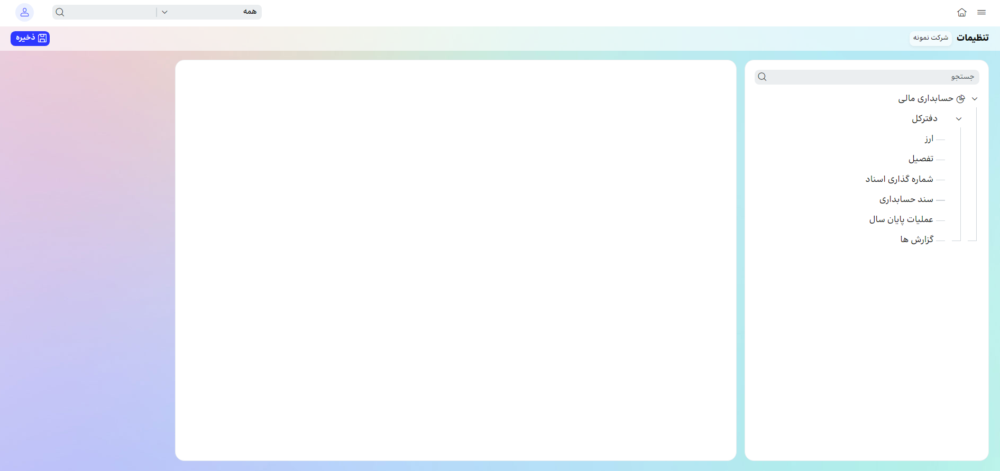 همه
تنظیمات
شرکت نمونه
ذخیره
جستجو
حسابداری مالی
دفترکل
ارز
تفصیل
شماره گذاری اسناد
سند حسابداری
عملیات پایان سال
گزارش ها